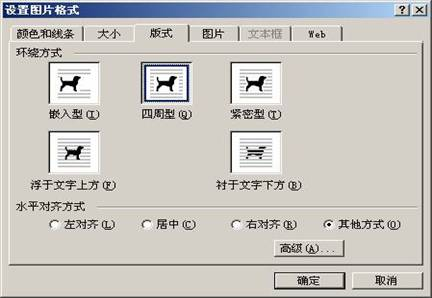 设置图片格式
颜色和线条 大小 版式 图片 文本框 Web
环绕方式
嵌入型(I) 四周型(Q) 紧密型(T)
浮于文字上方(F) 衬于文字下方(B)
水平对齐方式
左对齐(L) 居中(C) 右对齐(R) 其他方式(O)
高级(A)...
确定 取消